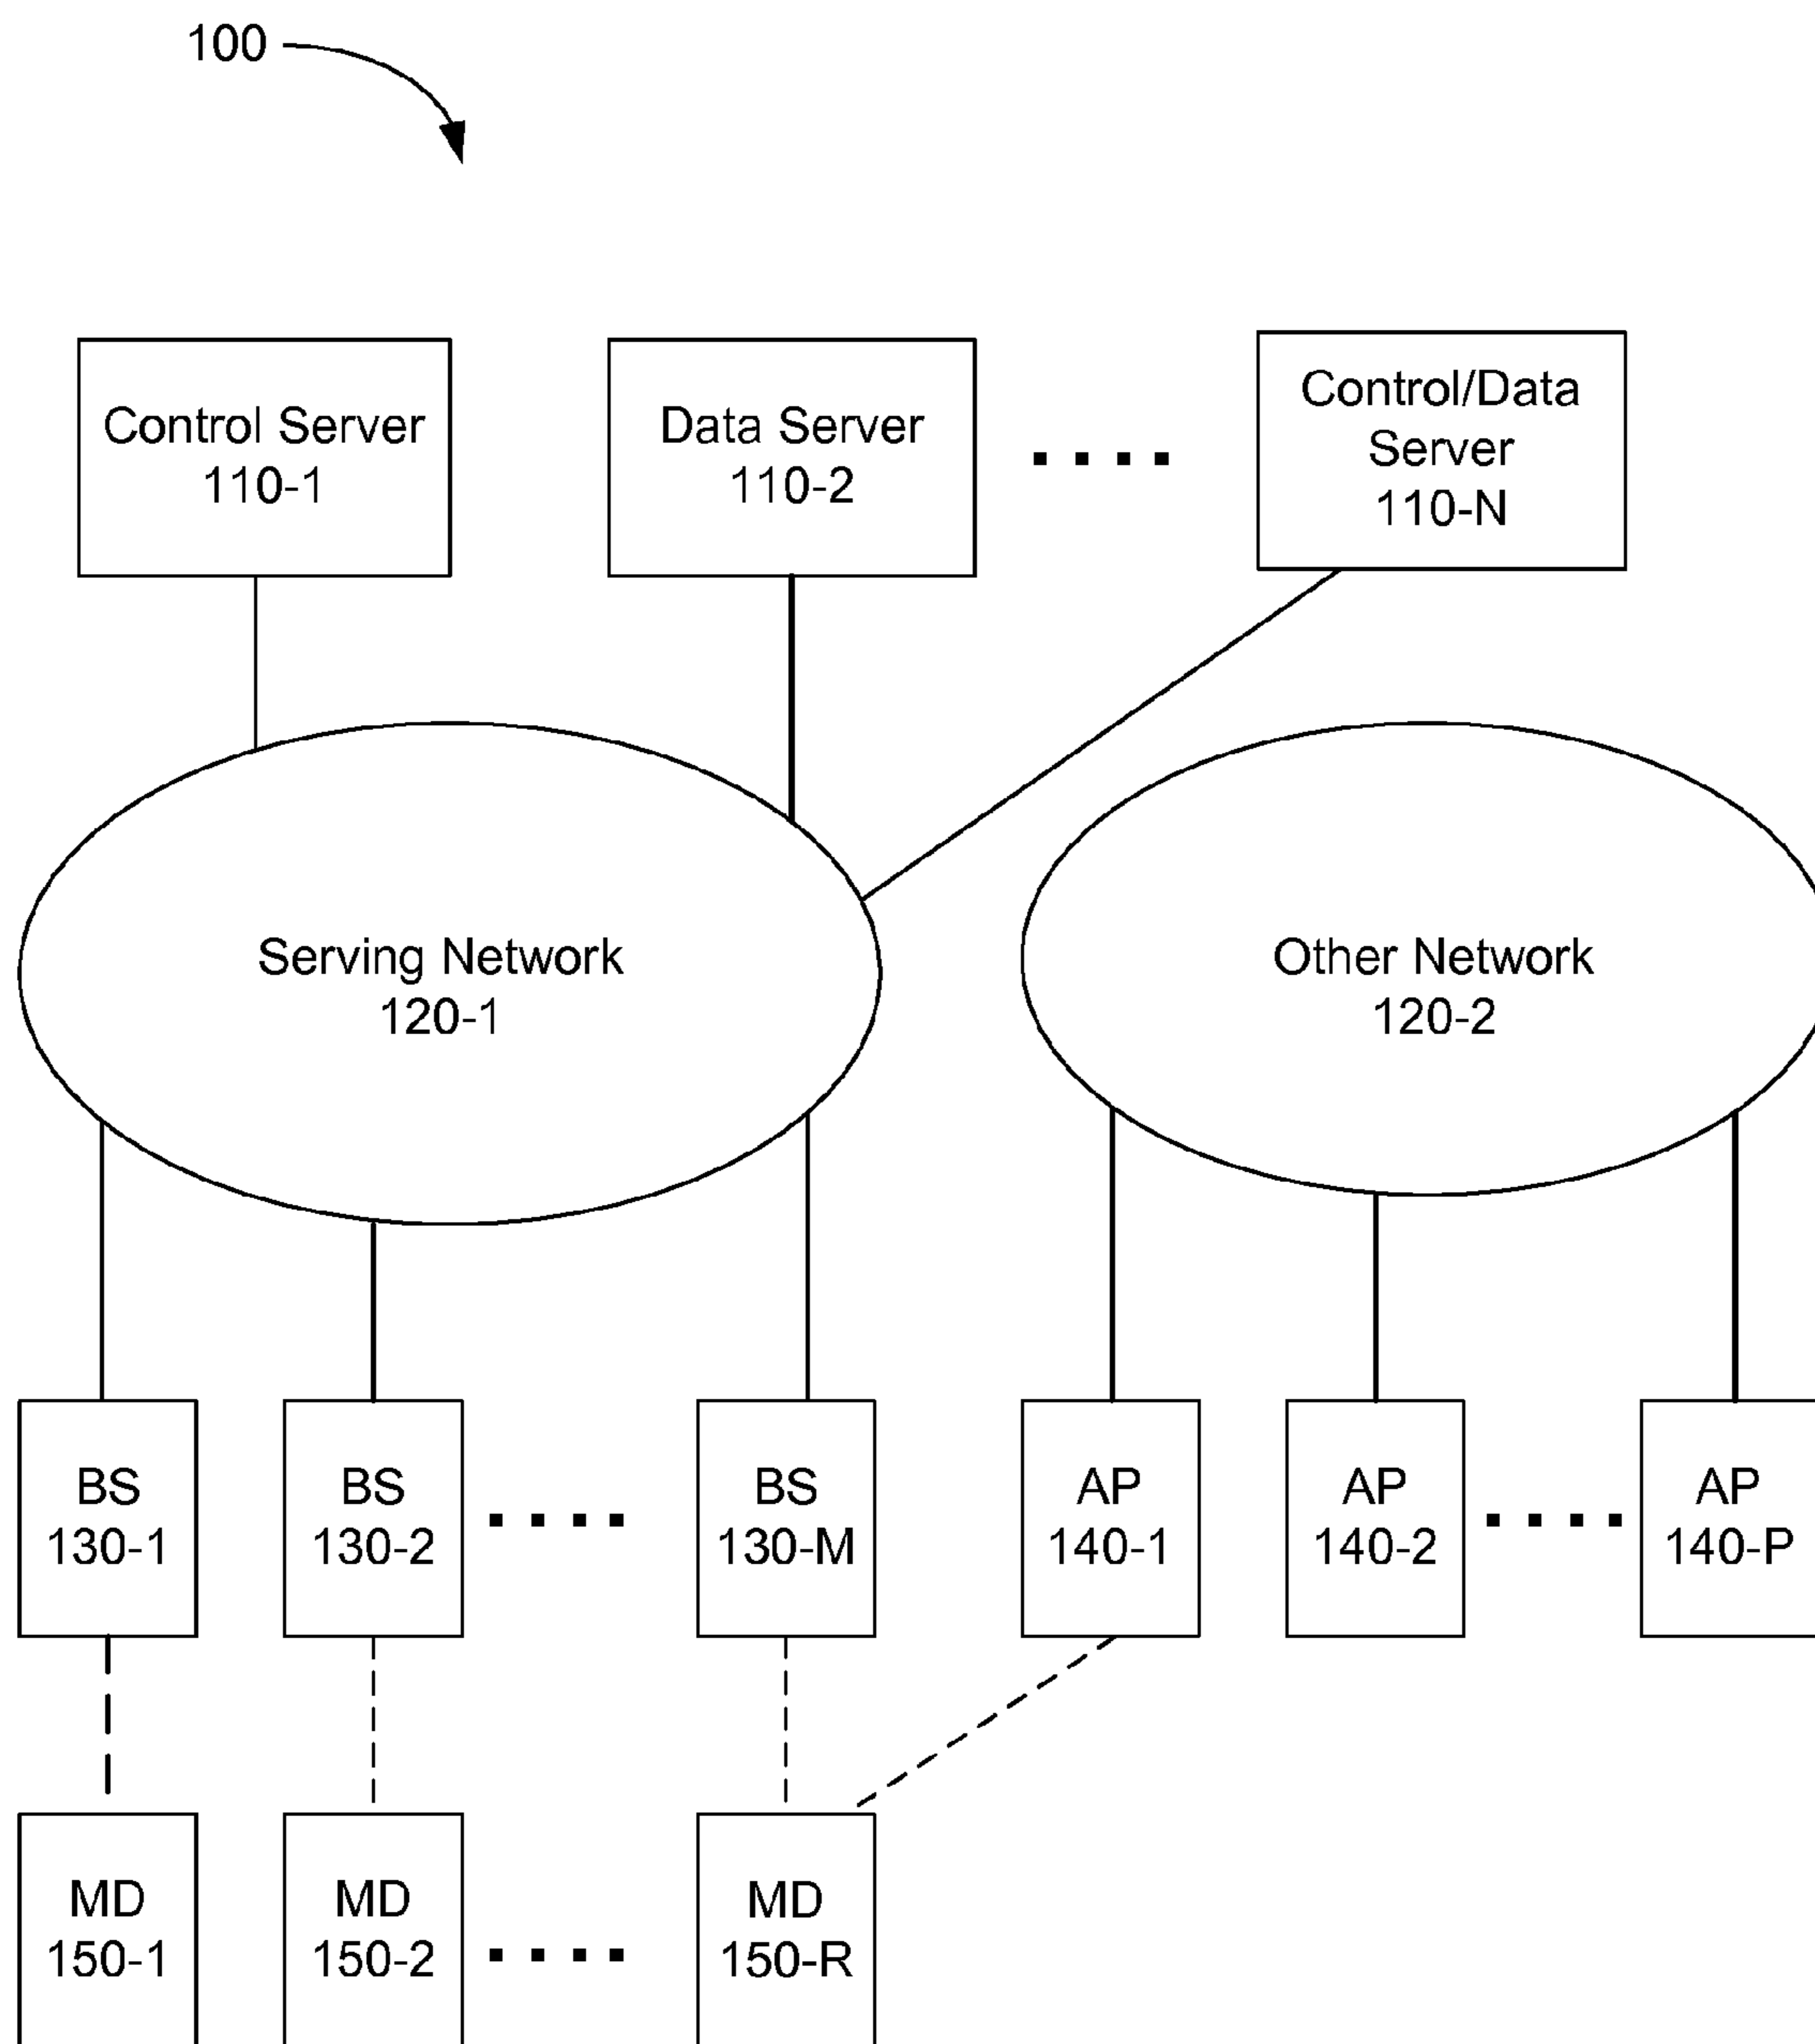 100
Control Server
110-1
Data Server
110-2
Control/Data
Server
110-N
Serving Network
120-1
Other Network
120-2
BS
130-1
BS
130-2
BS
130-M
AP
140-1
AP
140-2
AP
140-P
MD
150-1
MD
150-2
MD
150-R